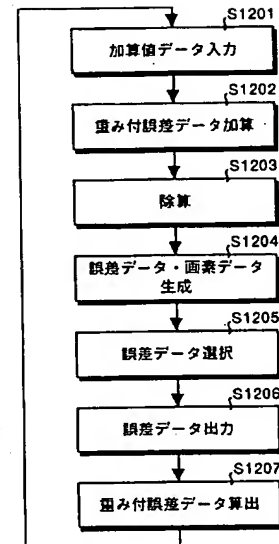 S1201
加算値データ入力
S1202
重み付誤差データ加算
S1203
除算
S1204
誤差データ・画素データ
生成
S1205
誤差データ選択
S1206
誤差データ出力
S1207
重み付誤差データ算出